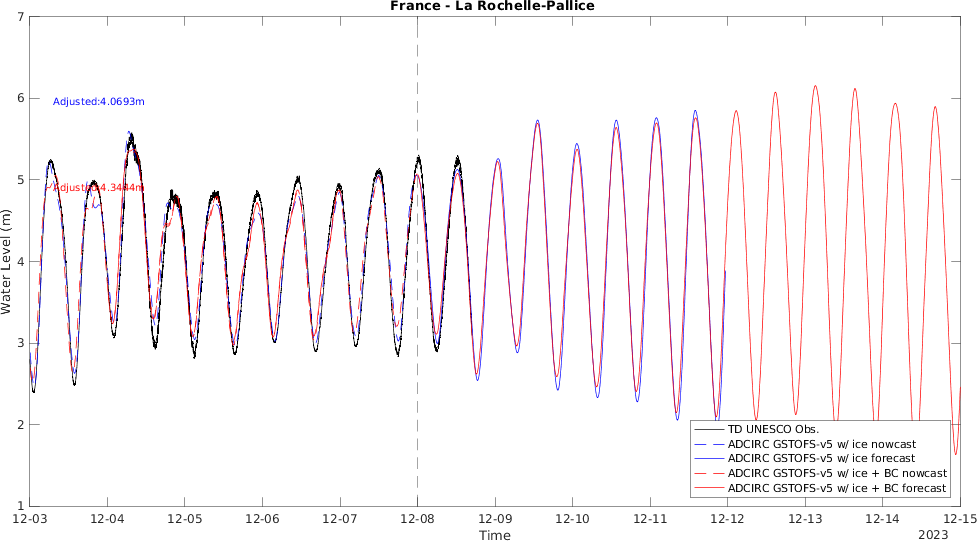 France - La Rochelle-Pallice
7
6
5
4
3
2
1
Water Level (m)
Adjusted:4.0693m
Adjusted:4.3444m
TD UNESCO Obs.
ADCIRC GSTOFS-v5 w/ ice nowcast
ADCIRC GSTOFS-v5 w/ ice forecast
ADCIRC GSTOFS-v5 w/ ice + BC nowcast
ADCIRC GSTOFS-v5 w/ ice + BC forecast
12-03 12-04 12-05 12-06 12-07 12-08 12-09 12-10 12-11 12-12 12-13 12-14 12-15
Time
2023